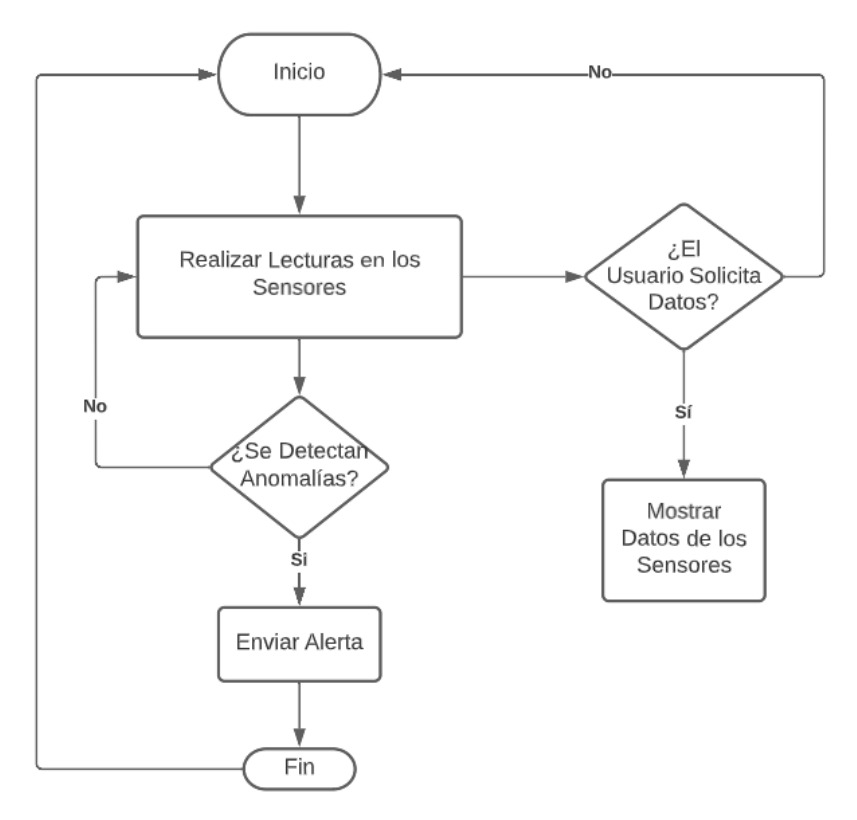 Inicio
No
Realizar Lecturas en los
Sensores
¿El
Usuario Solicita
Datos?
No
Sí
¿Se Detectan
Anomalías?
Si
Mostrar
Datos de los
Sensores
Enviar Alerta
Fin